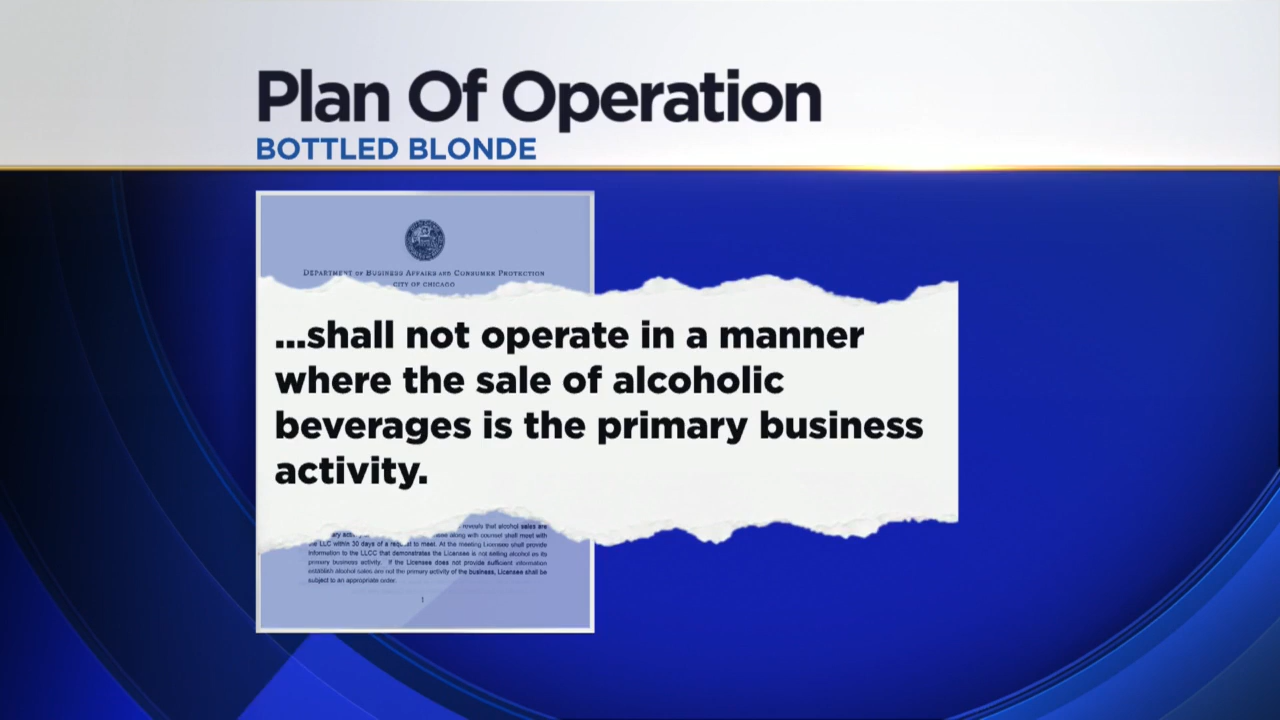 Plan Of Operation
BOTTLED BLONDE
DEPARTMENT OF BUSINESS AFFAIRS AND CONSUMER PROTECTION
CITY OF CHICAGO
...shall not operate in a manner
where the sale of alcoholic
beverages is the primary business
activity.
reveals that alcohol sales are
along with counsel shall meet with
the LLC within 30 days of a request to meet. At the meeting Licensee shall provide
information to the LLCC that demonstrates the Licensee is not selling alcohol as its
primary business activity. If the Licensee does not provide sufficient information
establish alcohol sales are not the primary activity of the business, Licensee shall be
subject to an appropriate order.
1